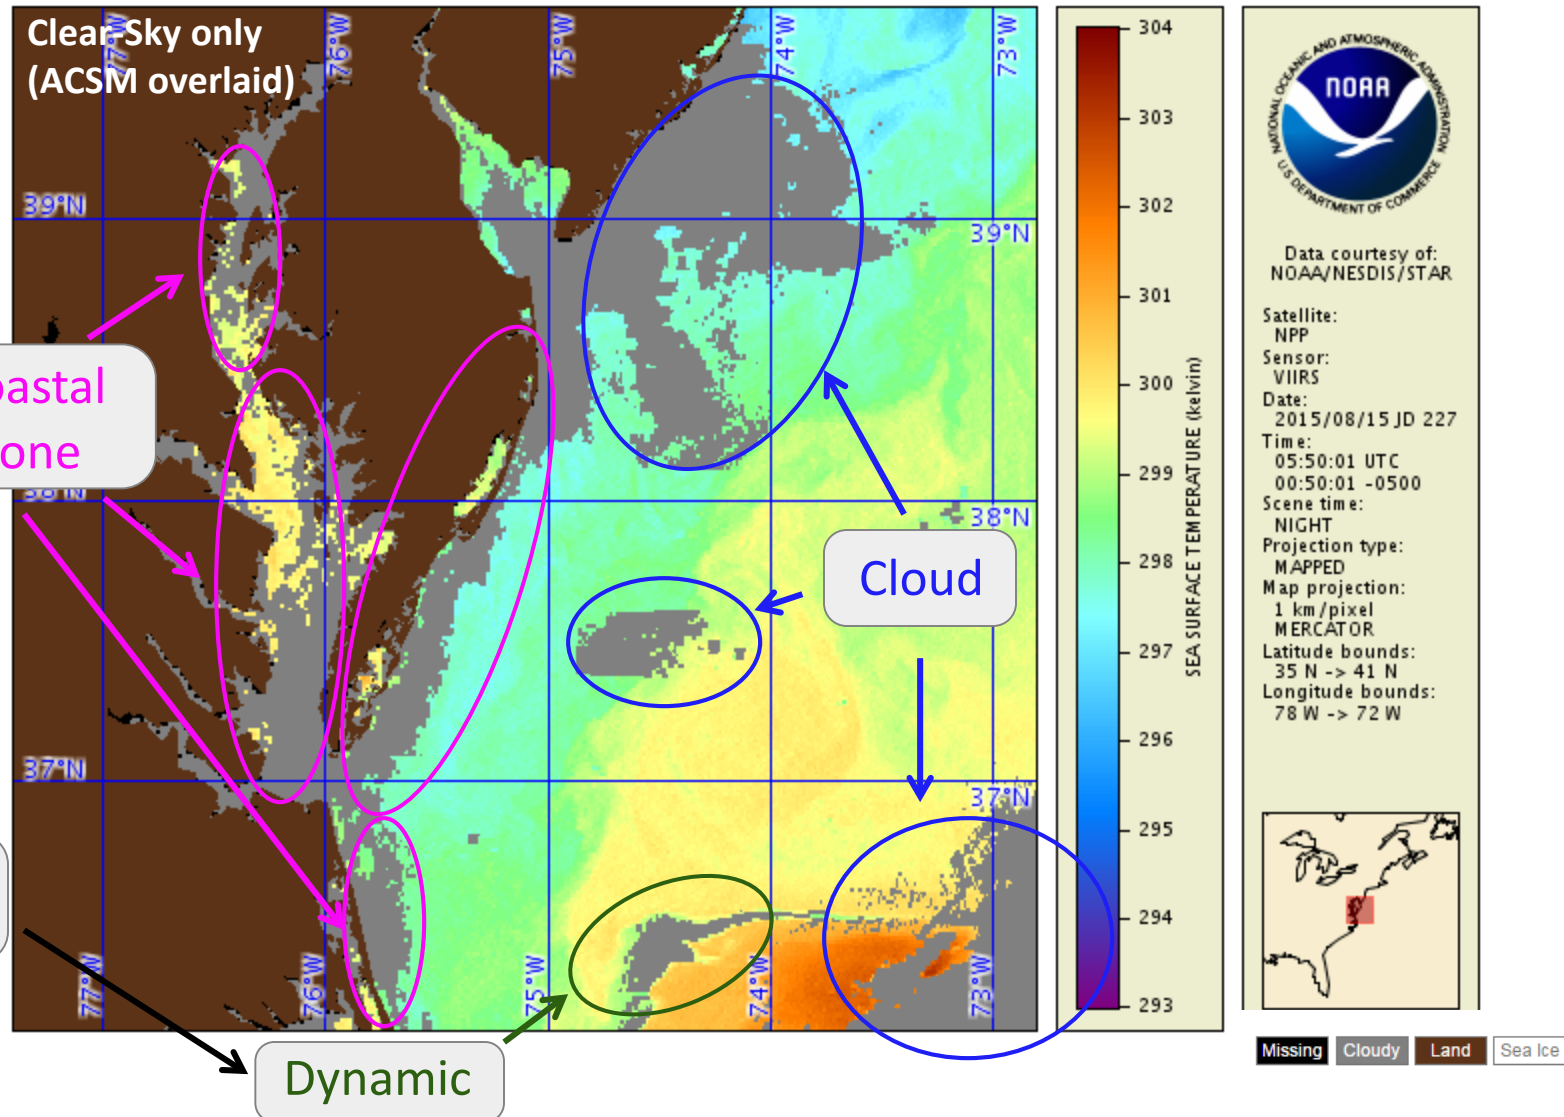 Clear-Sky only
(ACSM overlaid)
77°W
76°W
75°W
74°W
73°W
39°N
39°N
38°N
38°N
37°N
37°N
77°W
76°W
75°W
74°W
73°W
oastal
one
Cloud
Dynamic
304
303
302
301
300
299
298
297
296
295
294
293
SEA SURFACE TEMPERATURE (kelvin)
NATIONAL OCEANIC AND ATMOSPHERIC ADMINISTRATION
NOAA
U.S. DEPARTMENT OF COMMERCE
Data courtesy of:
NOAA/NESDIS/STAR
Satellite:
NPP
Sensor:
VIIRS
Date:
2015/08/15 JD 227
Time:
05:50:01 UTC
00:50:01 -0500
Scene time:
NIGHT
Projection type:
MAPPED
Map projection:
1 km/pixel
MERCATOR
Latitude bounds:
35 N -> 41 N
Longitude bounds:
78 W -> 72 W
Missing
Cloudy
Land
Sea Ice